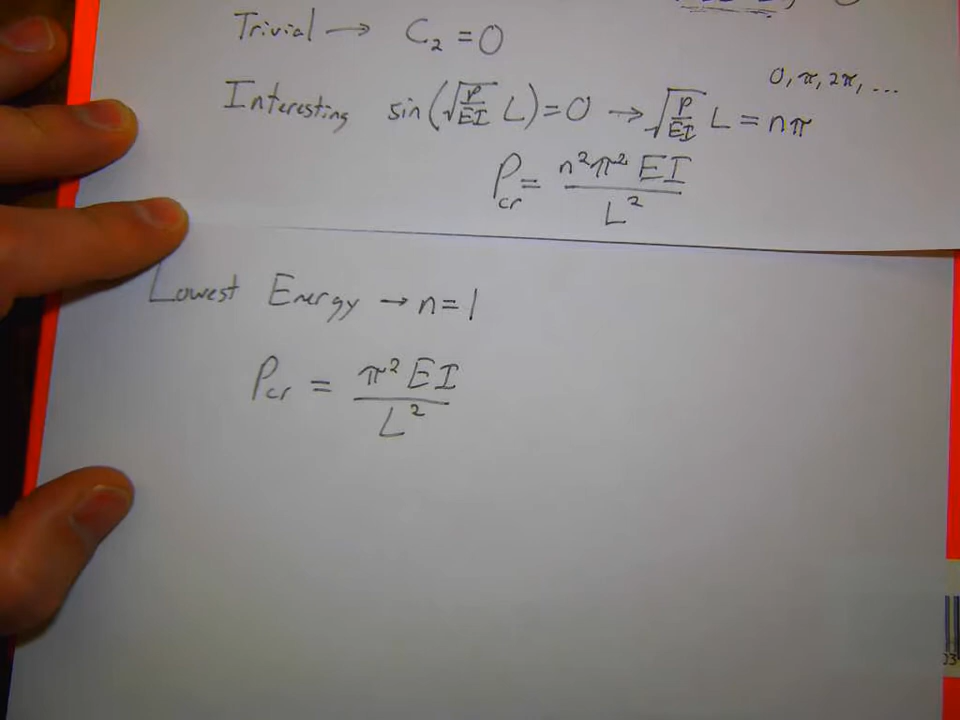 Trivial → C₂ = 0
0, π, 2π, ...
Interesting sin(√(P/EI) L) = 0 → √(P/EI) L = nπ
P_cr = n²π² EI / L²
Lowest Energy → n = 1
P_cr = π² EI / L²
03